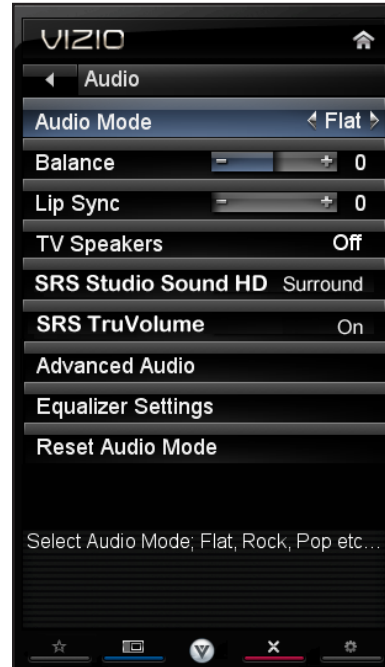 VIZIO
Audio
Audio Mode Flat
Balance - + 0
Lip Sync - + 0
TV Speakers Off
SRS Studio Sound HD Surround
SRS TruVolume On
Advanced Audio
Equalizer Settings
Reset Audio Mode
Select Audio Mode; Flat, Rock, Pop etc...
V